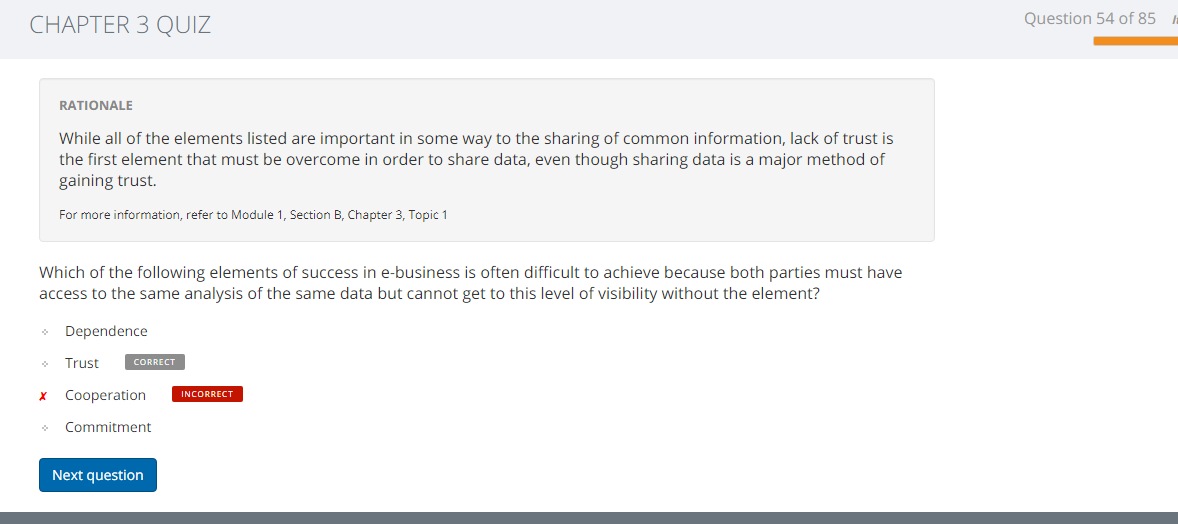 CHAPTER 3 QUIZ
Question 54 of 85
RATIONALE
While all of the elements listed are important in some way to the sharing of common information, lack of trust is
the first element that must be overcome in order to share data, even though sharing data is a major method of
gaining trust.
For more information, refer to Module 1, Section B, Chapter 3, Topic 1
Which of the following elements of success in e-business is often difficult to achieve because both parties must have
access to the same analysis of the same data but cannot get to this level of visibility without the element?
Dependence
Trust CORRECT
✗ Cooperation INCORRECT
Commitment
Next question